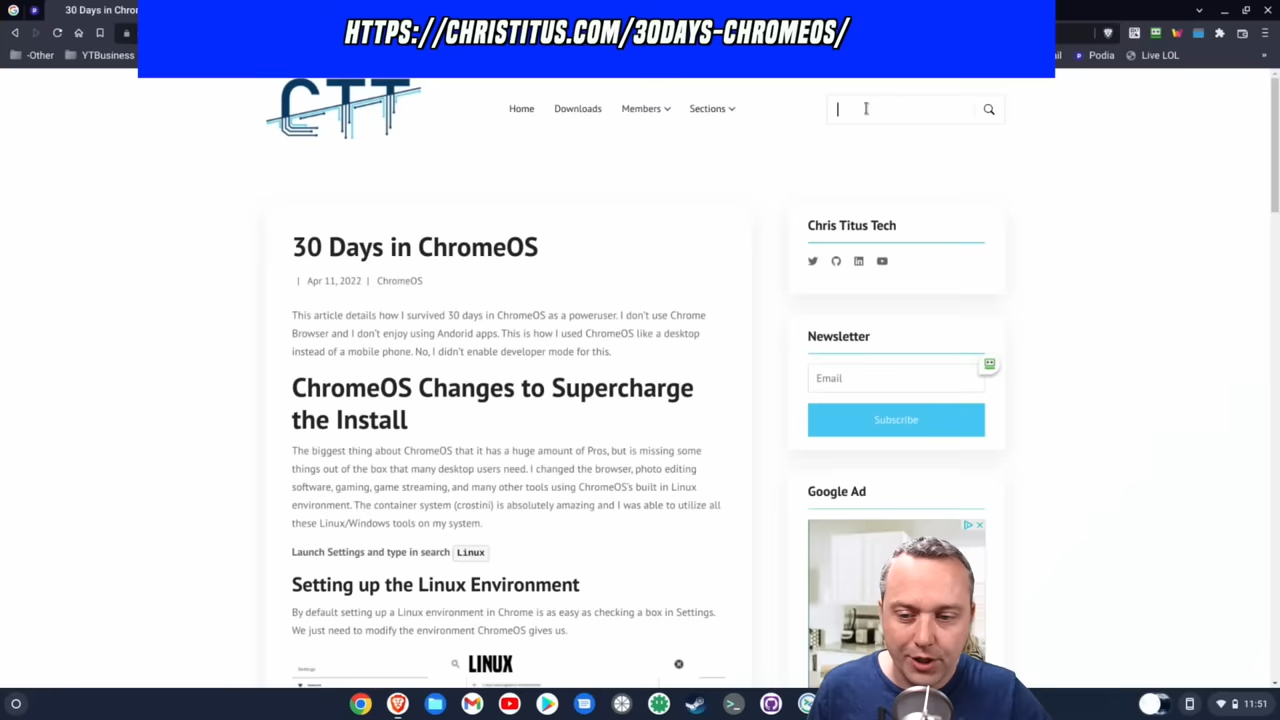 30 Days in Chrom
HTTPS://CHRISTITUS.COM/30DAYS-CHROMEOS/
-Other
YTBusiness
Podia
Live LOL
CTT
Home
Downloads
Members
Sections
30 Days in ChromeOS
| Apr 11, 2022 | ChromeOS
This article details how I survived 30 days in ChromeOS as a poweruser. I don't use Chrome
Browser and I don't enjoy using Andorid apps. This is how I used ChromeOS like a desktop
instead of a mobile phone. No, I didn't enable developer mode for this.
ChromeOS Changes to Supercharge
the Install
The biggest thing about ChromeOS that it has a huge amount of Pros, but is missing some
things out of the box that many desktop users need. I changed the browser, photo editing
software, gaming, game streaming, and many other tools using ChromeOS's built in Linux
environment. The container system (crostini) is absolutely amazing and I was able to utilize all
these Linux/Windows tools on my system.
Launch Settings and type in search Linux
Setting up the Linux Environment
By default setting up a Linux environment in Chrome is as easy as checking a box in Settings.
We just need to modify the environment ChromeOS gives us.
Settings
LINUX
Chris Titus Tech
Newsletter
Email
Subscribe
Google Ad
11:51